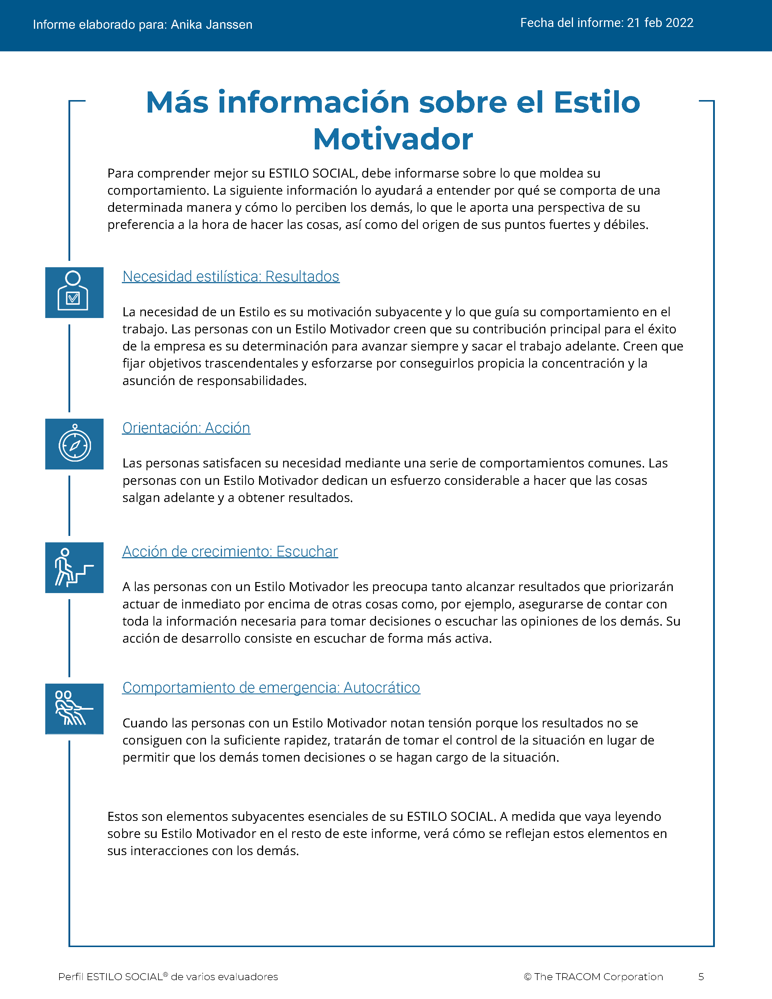 Informe elaborado para: Anika Janssen
Fecha del informe: 21 feb 2022
Más información sobre el Estilo
Motivador
Para comprender mejor su ESTILO SOCIAL, debe informarse sobre lo que moldea su
comportamiento. La siguiente información lo ayudará a entender por qué se comporta de una
determinada manera y cómo lo perciben los demás, lo que le aporta una perspectiva de su
preferencia a la hora de hacer las cosas, así como del origen de sus puntos fuertes y débiles.
Necesidad estilística: Resultados
La necesidad de un Estilo es su motivación subyacente y lo que guía su comportamiento en el
trabajo. Las personas con un Estilo Motivador creen que su contribución principal para el éxito
de la empresa es su determinación para avanzar siempre y sacar el trabajo adelante. Creen que
fijar objetivos trascendentales y esforzarse por conseguirlos propicia la concentración y la
asunción de responsabilidades.
Orientación: Acción
Las personas satisfacen su necesidad mediante una serie de comportamientos comunes. Las
personas con un Estilo Motivador dedican un esfuerzo considerable a hacer que las cosas
salgan adelante y a obtener resultados.
Acción de crecimiento: Escuchar
A las personas con un Estilo Motivador les preocupa tanto alcanzar resultados que priorizarán
actuar de inmediato por encima de otras cosas como, por ejemplo, asegurarse de contar con
toda la información necesaria para tomar decisiones o escuchar las opiniones de los demás. Su
acción de desarrollo consiste en escuchar de forma más activa.
Comportamiento de emergencia: Autocrático
Cuando las personas con un Estilo Motivador notan tensión porque los resultados no se
consiguen con la suficiente rapidez, tratarán de tomar el control de la situación en lugar de
permitir que los demás tomen decisiones o se hagan cargo de la situación.
Estos son elementos subyacentes esenciales de su ESTILO SOCIAL. A medida que vaya leyendo
sobre su Estilo Motivador en el resto de este informe, verá cómo se reflejan estos elementos en
sus interacciones con los demás.
Perfil ESTILO SOCIAL® de varios evaluadores
© The TRACOM Corporation 5